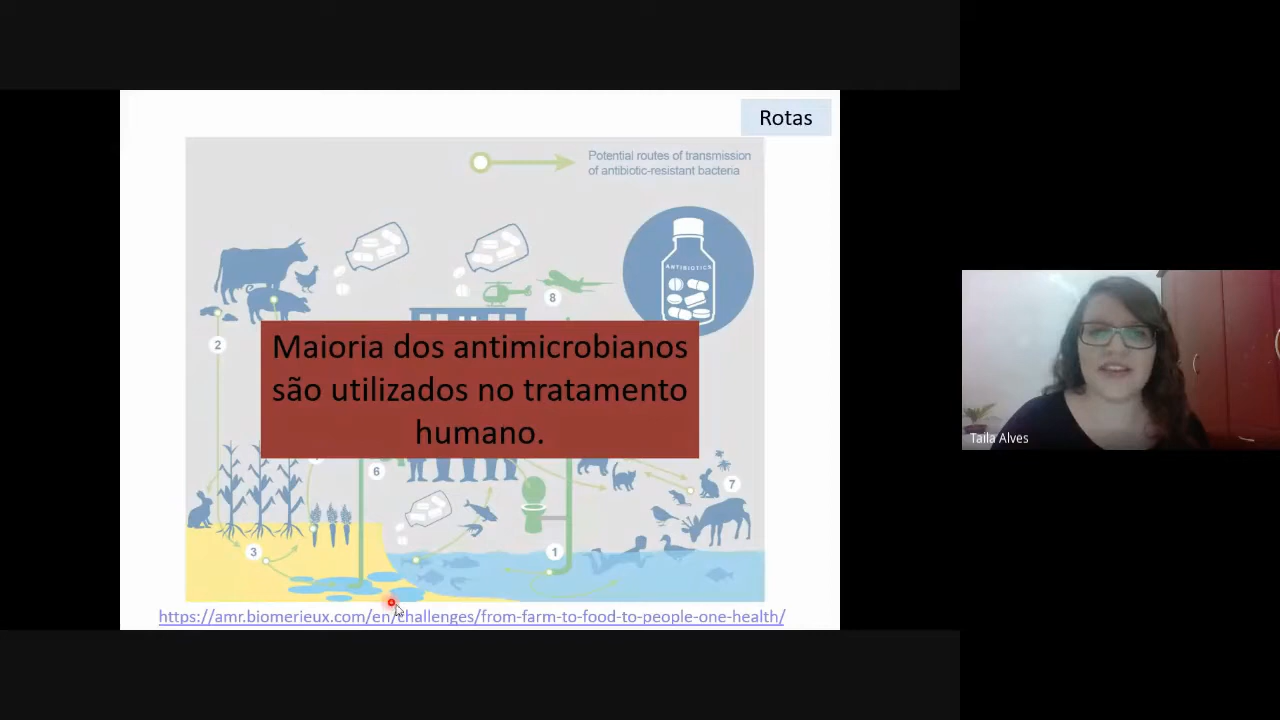 Rotas
Potential routes of transmission
of antibiotic-resistant bacteria
ANTIBIOTICS
8
2
Maioria dos antimicrobianos
são utilizados no tratamento
humano.
6
7
3
1
https://amr.biomerieux.com/en/challenges/from-farm-to-food-to-people-one-health/
Taila Alves